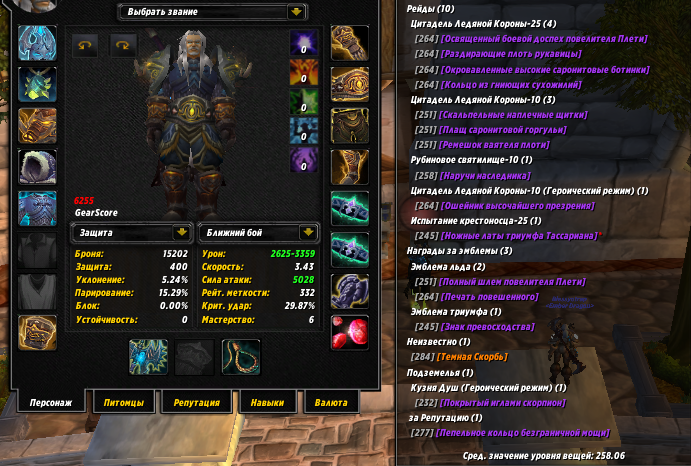 Выбрать звание
0
0
0
0
0
6255
GearScore
Защита
Броня: 15202
Защита: 400
Уклонение: 5.24%
Парирование: 15.29%
Блок: 0.00%
Устойчивость: 0
Ближний бой
Урон: 2625-3359
Скорость: 3.43
Сила атаки: 5028
Рейт. меткости: 332
Крит. удар: 29.87%
Мастерство: 6
Персонаж
Питомцы
Репутация
Навыки
Валюта
Рейды (10)
Цитадель Ледяной Короны-25 (4)
[264] [Освященный боевой доспех повелителя Плети]
[264] [Раздирающие плоть рукавицы]
[264] [Окровавленные высокие саронитовые ботинки]
[264] [Кольцо из гниющих сухожилий]
Цитадель Ледяной Короны-10 (3)
[251] [Скальпельные наплечные щитки]
[251] [Плащ саронитовой горгульи]
[251] [Ремешок ваятеля плоти]
Рубиновое святилище-10 (1)
[258] [Наручи наследника]
Цитадель Ледяной Короны-10 (Героический режим) (1)
[264] [Ошейник высочайшего презрения]
Испытание крестоносца-25 (1)
[245] [Ножные латы триумфа Тассариана]
Награды за эмблемы (3)
Эмблема льда (2)
[251] [Полный шлем повелителя Плети]
[264] [Печать повешенного]
Эмблема триумфа (1)
[245] [Знак превосходства]
Неизвестно (1)
[284] [Темная Скорбь]
Подземелья (1)
Кузня Душ (Героический режим) (1)
[232] [Покрытый иглами скорпион]
за Репутацию (1)
[277] [Пепельное кольцо безграничной мощи]
Сред. значение уровня вещей: 258.06